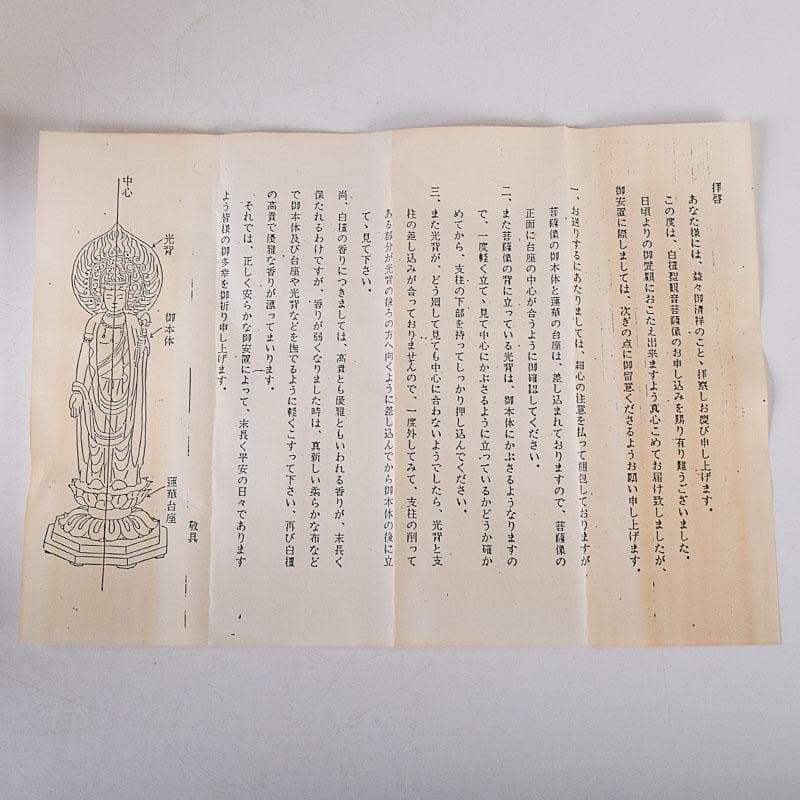 拝啓
あなた様には、益々御清祥のこと、拝察しお慶び申し上げます。
この度は、白檀聖観音菩薩像のお申し込みを賜り有り難うございました。
日頃よりの御愛顧におこたえ出来ますよう真心こめてお届け致しましたが、
御安置に際しましては、次ぎの点に御留意くださるようお願い申し上げます。
一、お送りするにあたりましては、細心の注意を払って梱包しておりますが
菩薩像の御本体と蓮華の台座は、差し込まれておりますので、菩薩像の
正面に台座の中心が合うように御確認してください。
二、また菩薩像の背に立っている光背は、御本体にかぶさるようなりますの
で、一度軽く立てゝ見て中心にかぶさるように立っているかどうか確か
めてから、支柱の下部を持ってしっかり押し込んでください。
三、また光背が、どう廻して見ても中心に合わないようでしたら、光背と支
柱の差し込みが合っておりませんので、一度外してみて、支柱の削って
ある部分が光背の後ろの方へ向くように差し込んでから御本体の後に立
てゝ見て下さい。
尚、白檀の香りにつきましては、高貴とも優雅ともいわれる香りが、末長く
保たれるわけですが、香りが弱くなりました時は、真新しい柔らかな布など
で御本体及び台座や光背などを撫でるように軽くこすって下さい、再び白檀
の高貴で優雅な香りが漂ってまいります。
それでは、正しく安らかな御安置によって、末長く平安の日々であります
よう皆様の御多幸を御祈り申し上げます。
敬具
中心
光背
御本体
蓮華台座